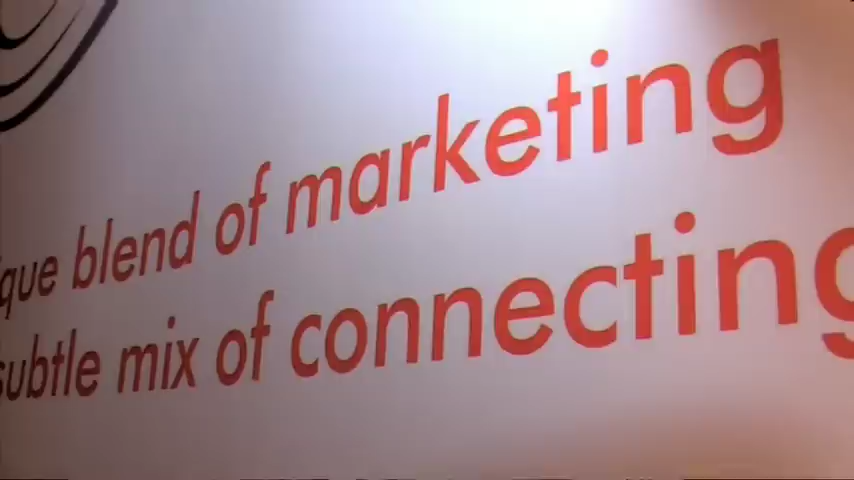 que blend of marketing
subtle mix of connecting